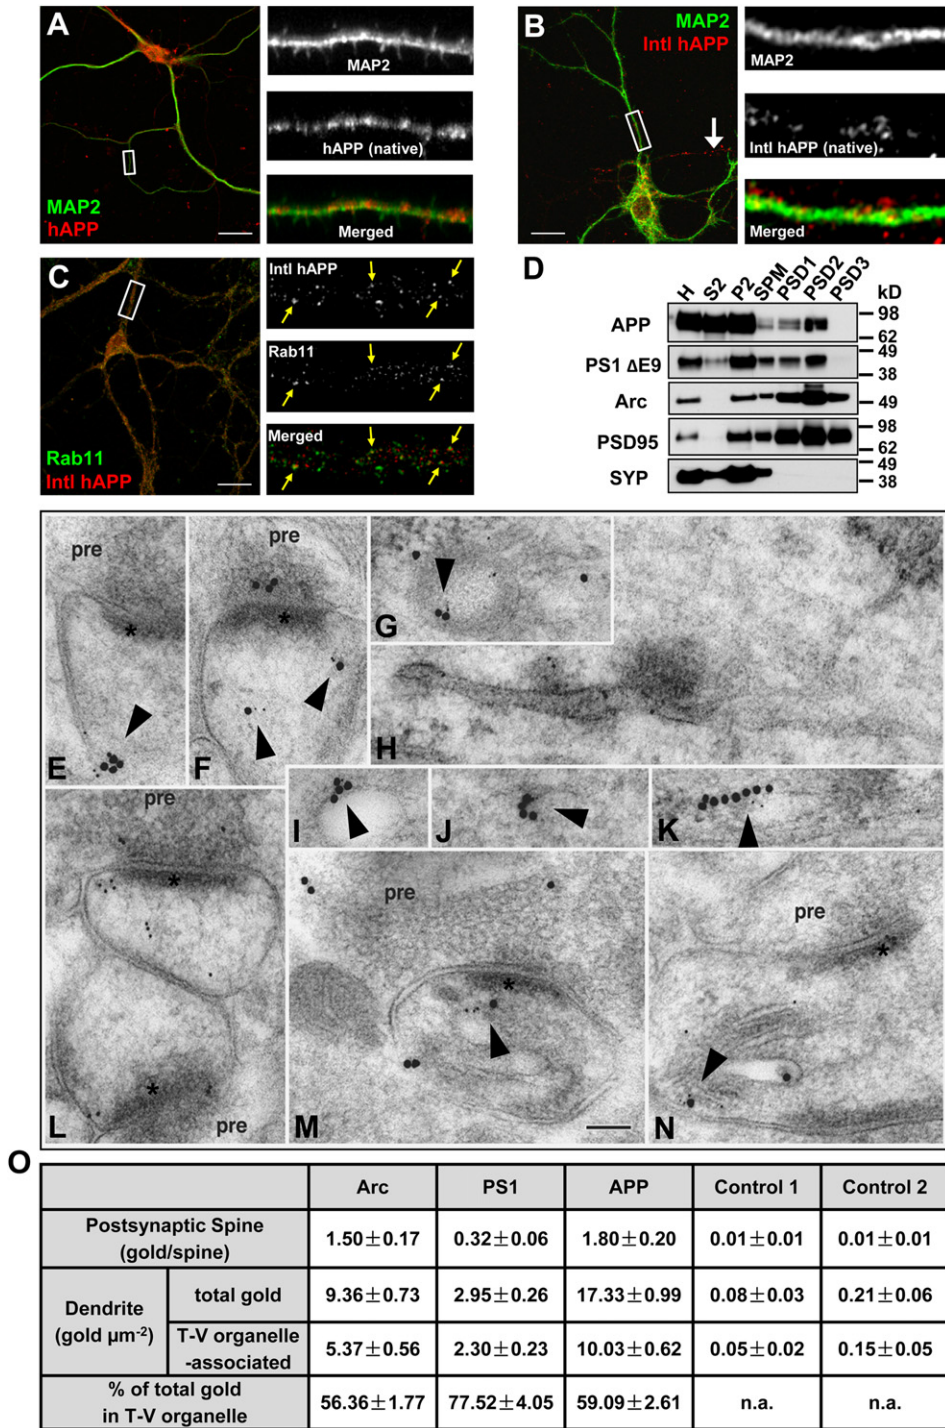 A
MAP2
hAPP
MAP2
hAPP (native)
Merged
B
MAP2
Intl hAPP
MAP2
Intl hAPP (native)
Merged
C
Rab11
Intl hAPP
Intl hAPP
Rab11
Merged
D
H S2 P2 SPM PSD1 PSD2 PSD3 kD
APP 98 62
PS1 ΔE9 49 38
Arc 49
PSD95 98 62
SYP 49 38
pre
*
E
pre
*
F
G
H
I
J
K
pre
*
*
L
pre
pre
*
M
pre
*
N
O
Arc PS1 APP Control 1 Control 2
Postsynaptic Spine
(gold/spine) 1.50±0.17 0.32±0.06 1.80±0.20 0.01±0.01 0.01±0.01
Dendrite
(gold µm⁻²)
total gold 9.36±0.73 2.95±0.26 17.33±0.99 0.08±0.03 0.21±0.06
T-V organelle
-associated 5.37±0.56 2.30±0.23 10.03±0.62 0.05±0.02 0.15±0.05
% of total gold
in T-V organelle 56.36±1.77 77.52±4.05 59.09±2.61 n.a. n.a.